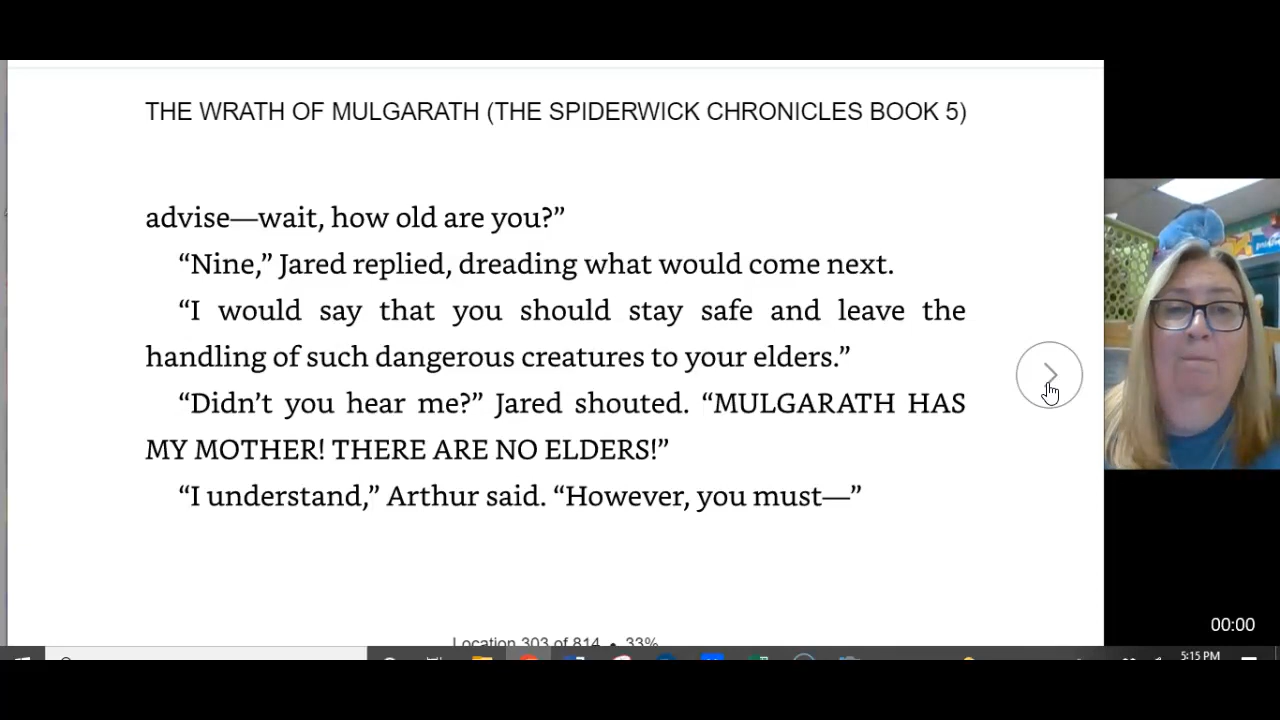 THE WRATH OF MULGARATH (THE SPIDERWICK CHRONICLES BOOK 5)
advise—wait, how old are you?”
“Nine,” Jared replied, dreading what would come next.
“I would say that you should stay safe and leave the
handling of such dangerous creatures to your elders.”
“Didn’t you hear me?” Jared shouted. “MULGARATH HAS
MY MOTHER! THERE ARE NO ELDERS!”
“I understand,” Arthur said. “However, you must—”
00:00
Location 303 of 814 • 33%
5:15 PM